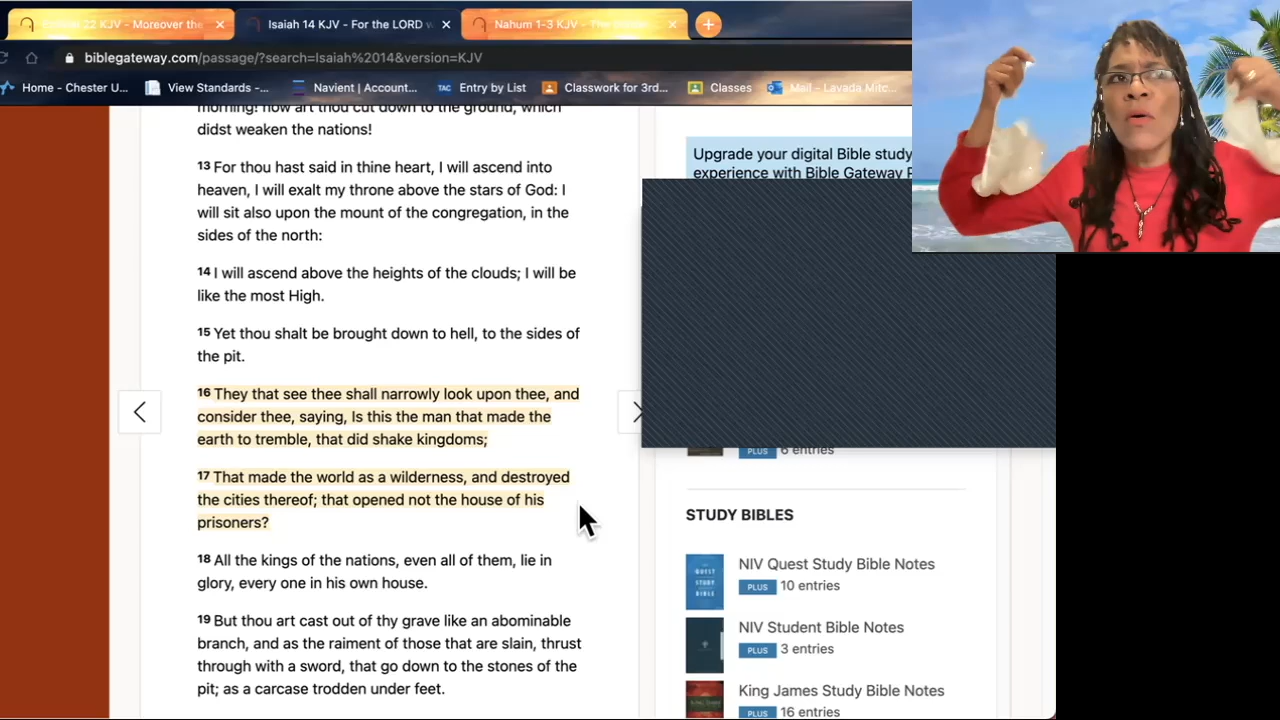 22 KJV - Moreover the
Isaiah 14 KJV - For the LORD
Nahum 1-3 KJV - The
biblegateway.com/passage/?search=Isaiah%2014&version=KJV
Home - Chester U...
View Standards -...
Navient | Account...
TAC Entry by List
Classwork for 3rd...
Classes
Mail - Lavada Mitc...
morning! how art thou cut down to the ground, which
didst weaken the nations!
13 For thou hast said in thine heart, I will ascend into
heaven, I will exalt my throne above the stars of God: I
will sit also upon the mount of the congregation, in the
sides of the north:
14 I will ascend above the heights of the clouds; I will be
like the most High.
15 Yet thou shalt be brought down to hell, to the sides of
the pit.
16 They that see thee shall narrowly look upon thee, and
consider thee, saying, Is this the man that made the
earth to tremble, that did shake kingdoms;
17 That made the world as a wilderness, and destroyed
the cities thereof; that opened not the house of his
prisoners?
18 All the kings of the nations, even all of them, lie in
glory, every one in his own house.
19 But thou art cast out of thy grave like an abominable
branch, and as the raiment of those that are slain, thrust
through with a sword, that go down to the stones of the
pit; as a carcase trodden under feet.
Upgrade your digital Bible study
experience with Bible Gateway
PLUS 6 entries
STUDY BIBLES
QUEST
STUDY
BIBLE
NIV Quest Study Bible Notes
PLUS 10 entries
NIV Student Bible Notes
PLUS 3 entries
King James Study Bible Notes
PLUS 16 entries